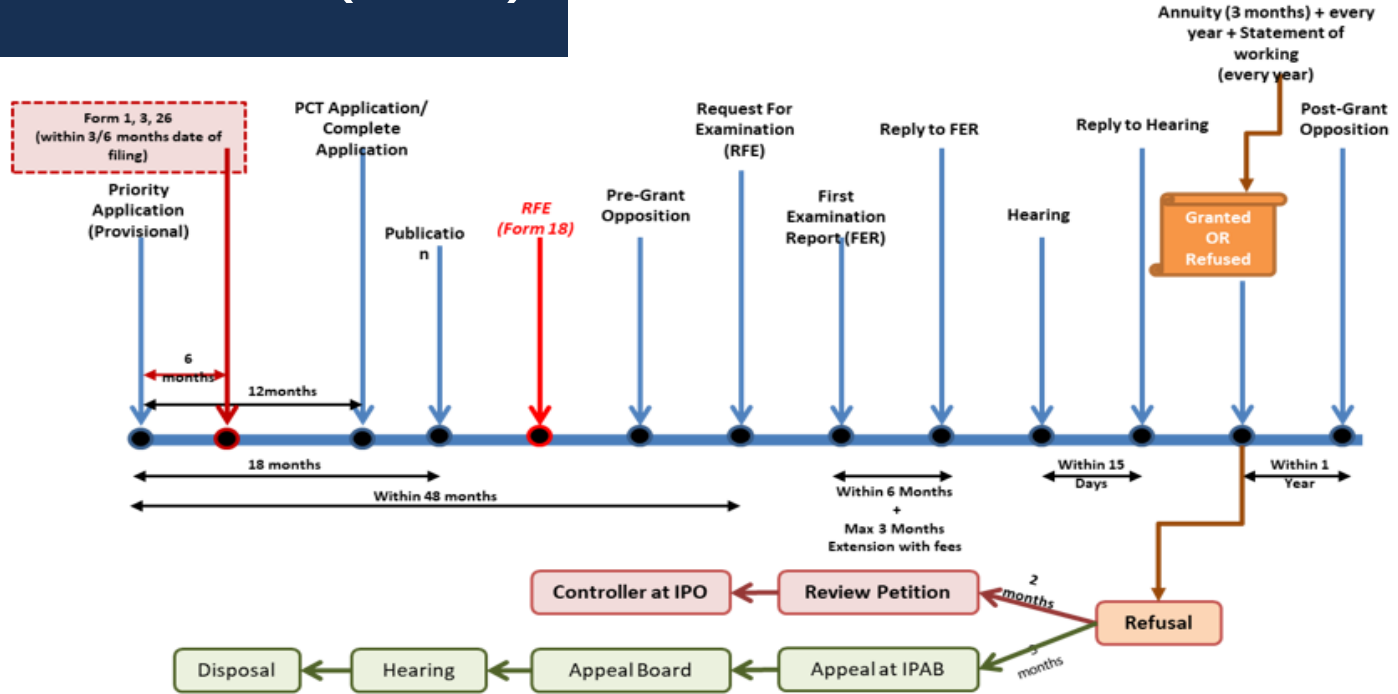 Annuity (3 months) + every
year + Statement of
working
(every year)
Form 1, 3, 26
(within 3/6 months date of
filing)
PCT Application/
Complete
Application
Request For
Examination
(RFE)
Reply to FER
Reply to Hearing
Post-Grant
Opposition
Priority
Application
(Provisional)
Publicatio
n
RFE
(Form 18)
Pre-Grant
Opposition
First
Examination
Report (FER)
Hearing
Granted
OR
Refused
6
months
12months
18 months
Within 48 months
Within 6 Months
+
Max 3 Months
Extension with fees
Within 15
Days
Within 1
Year
Controller at IPO
Review Petition
2
months
Refusal
Disposal
Hearing
Appeal Board
Appeal at IPAB
months